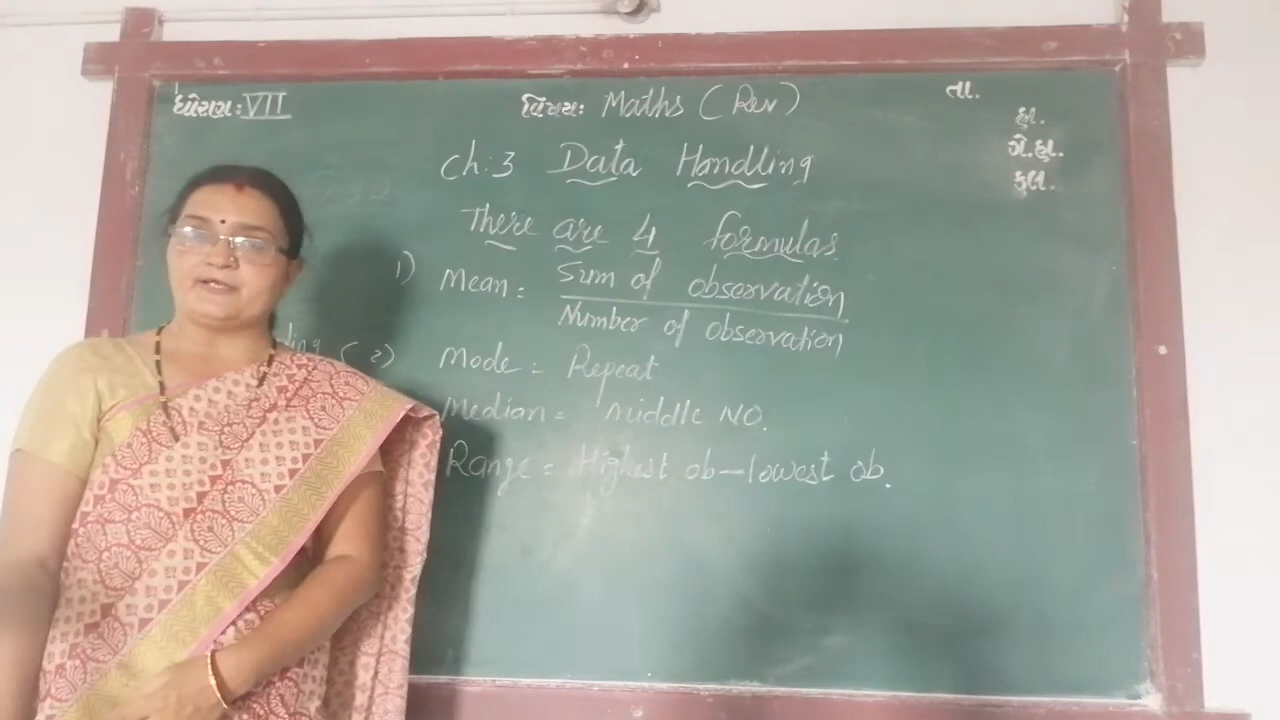 ધોરણ: VII
વિષય: Maths (Rev)
તા.
હા.
ગે.હા.
કુલ.
Ch:3 Data Handling
There are 4 formulas.
1) Mean = Sum of observation
Number of observation
2) Mode = Repeat
Median = Middle NO.
Range = Highest ob – lowest ob.